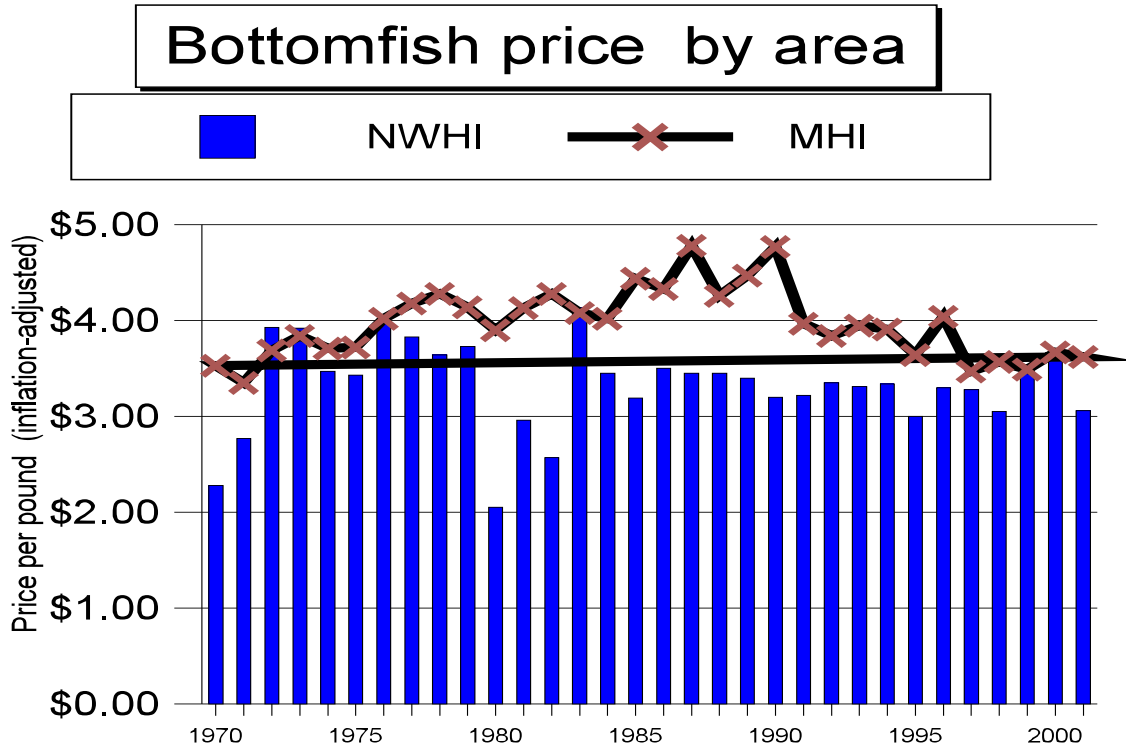 Bottomfish price by area
NWHI MHI
Price per pound (inflation-adjusted)
$5.00
$4.00
$3.00
$2.00
$1.00
$0.00
1970 1975 1980 1985 1990 1995 2000